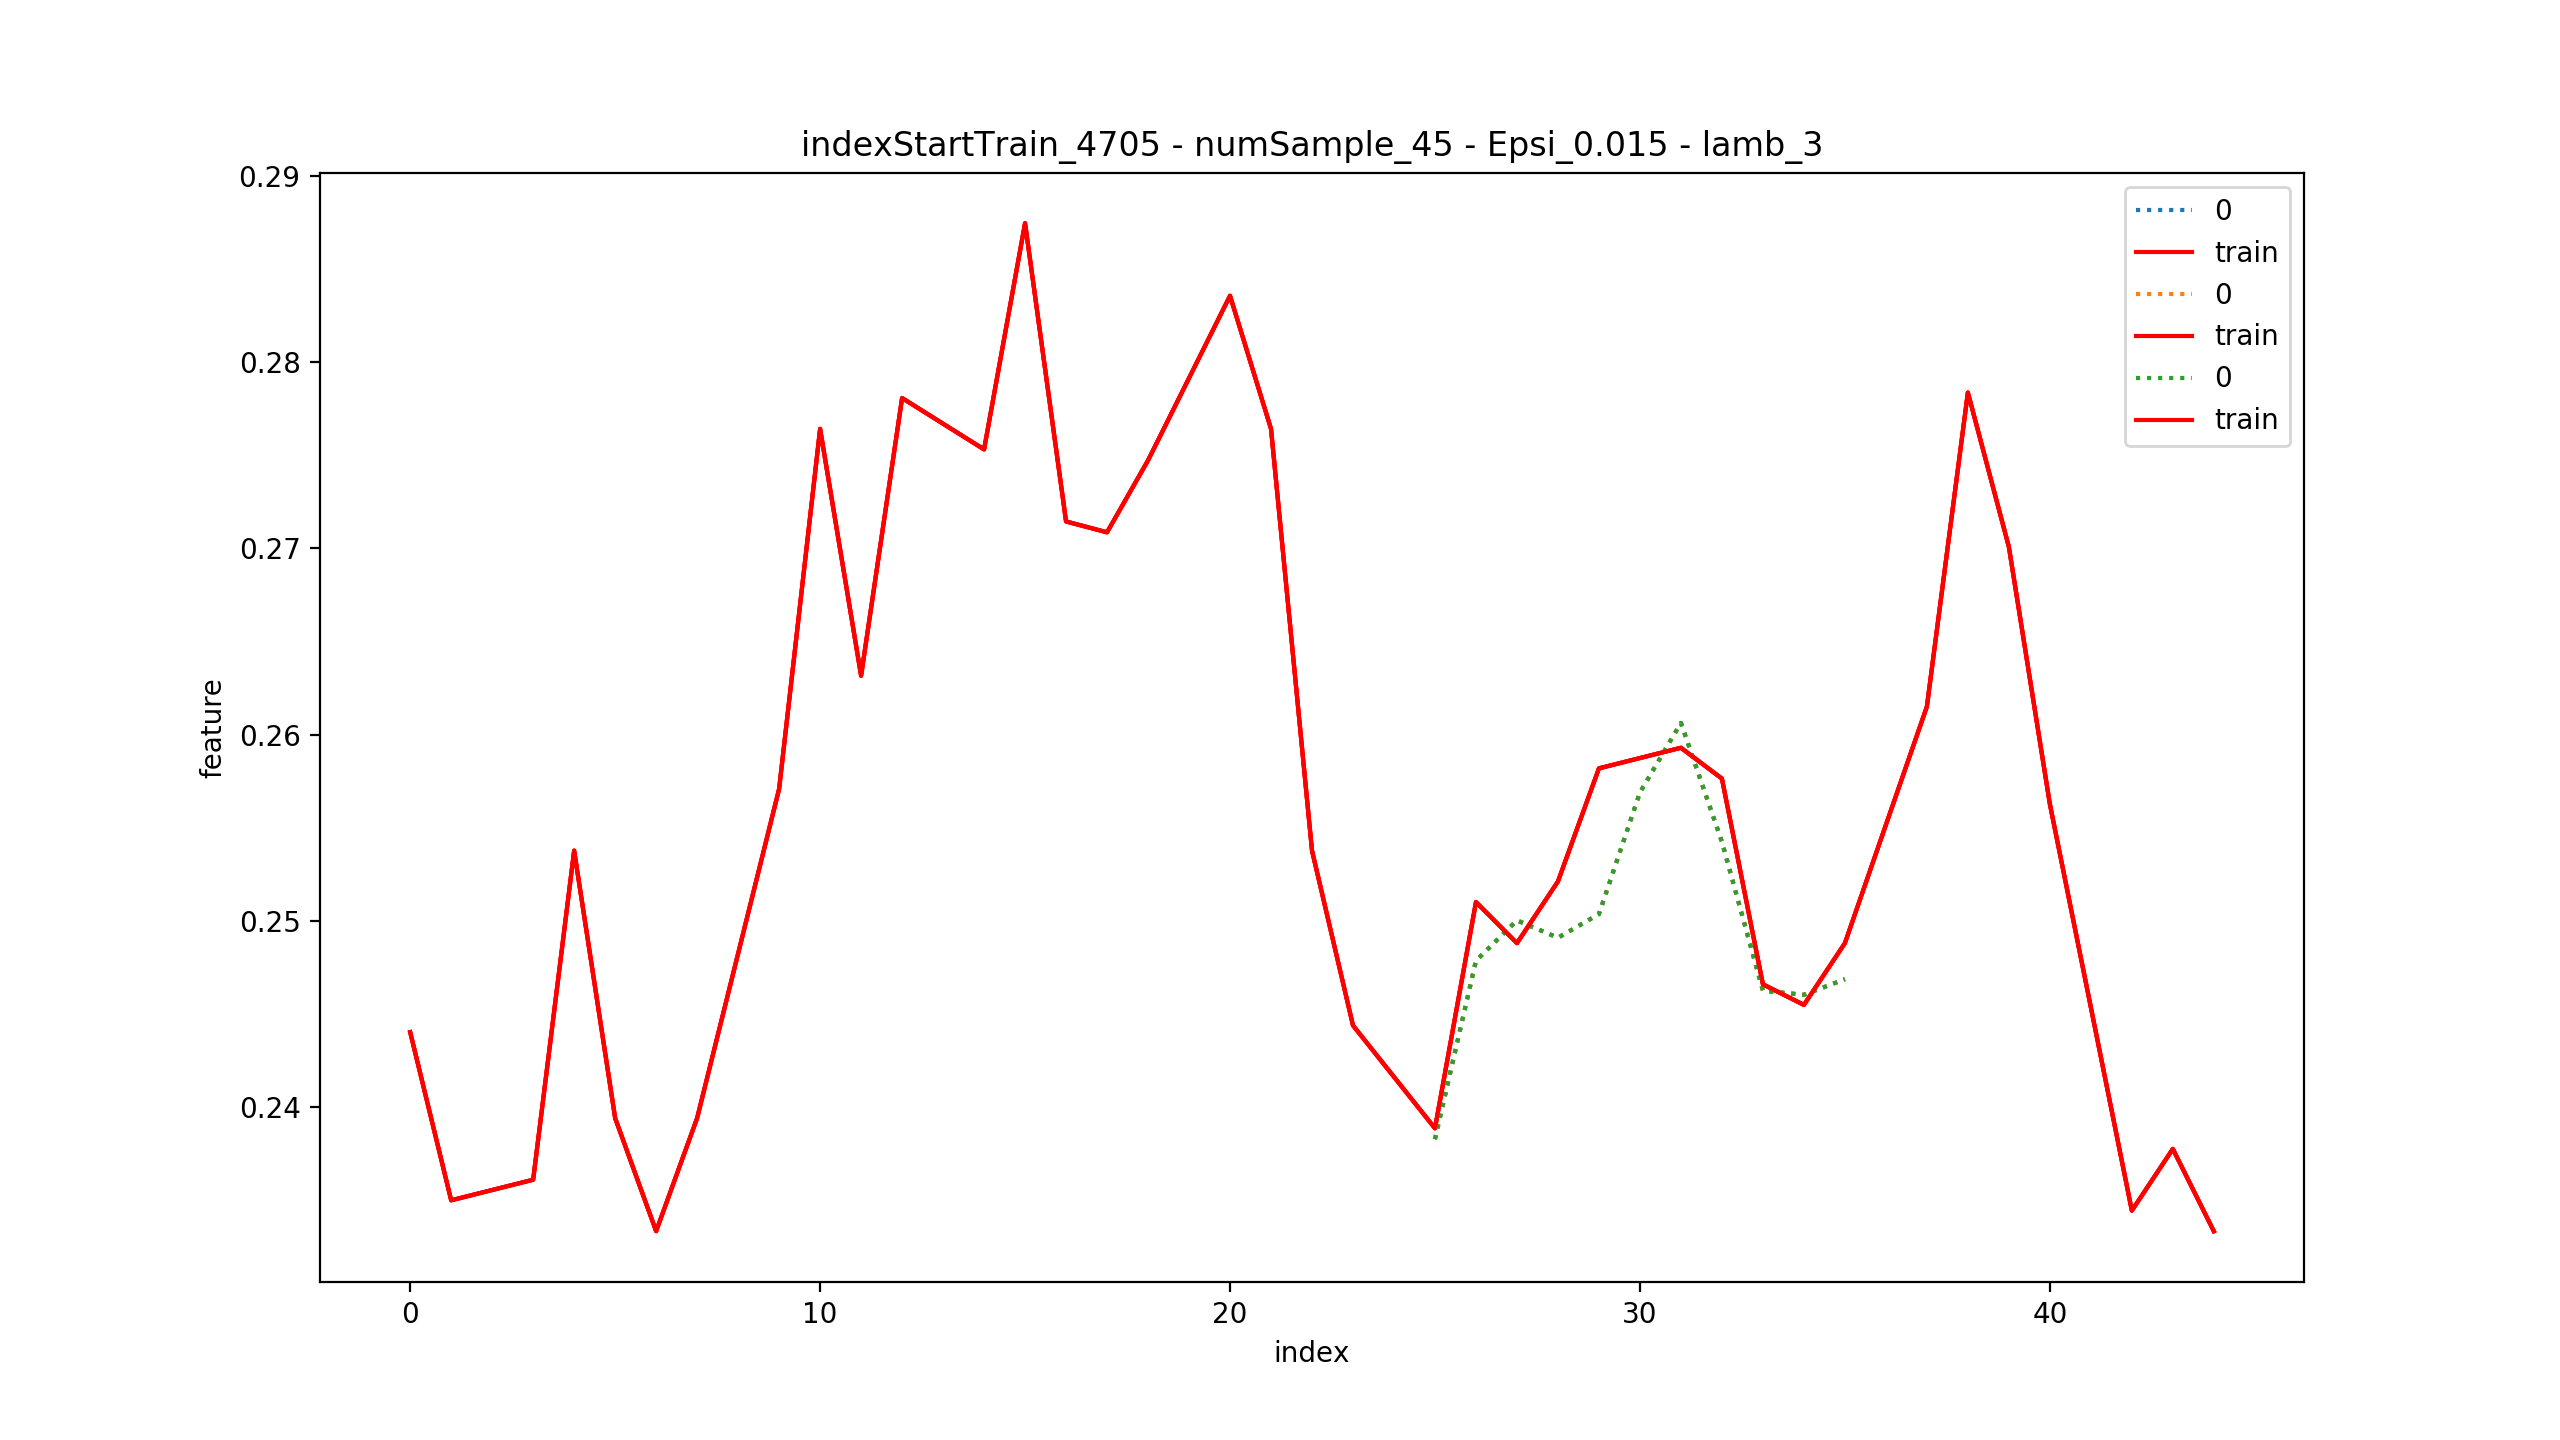 indexStartTrain_4705 - numSample_45 - Epsi_0.015 - lamb_3
0.29
0.28
0.27
0.26
0.25
0.24
feature
0
train
0
train
0
train
0 10 20 30 40
index